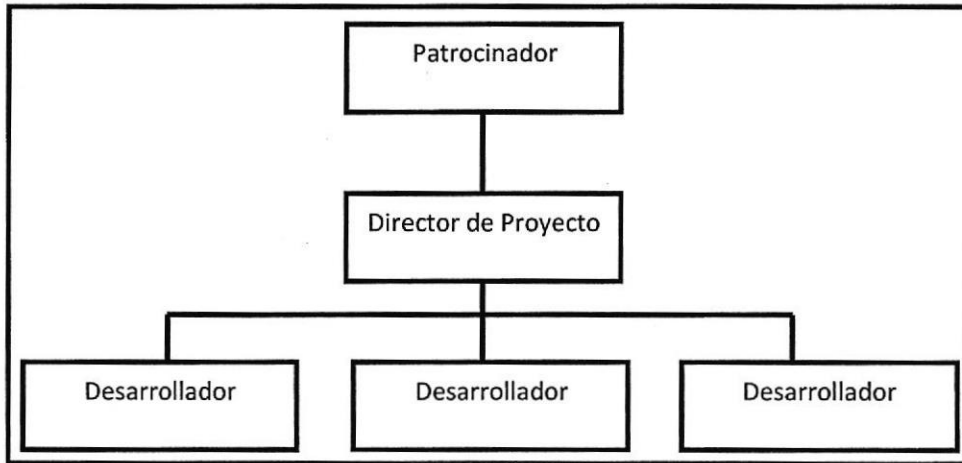 Patrocinador
Director de Proyecto
Desarrollador
Desarrollador
Desarrollador